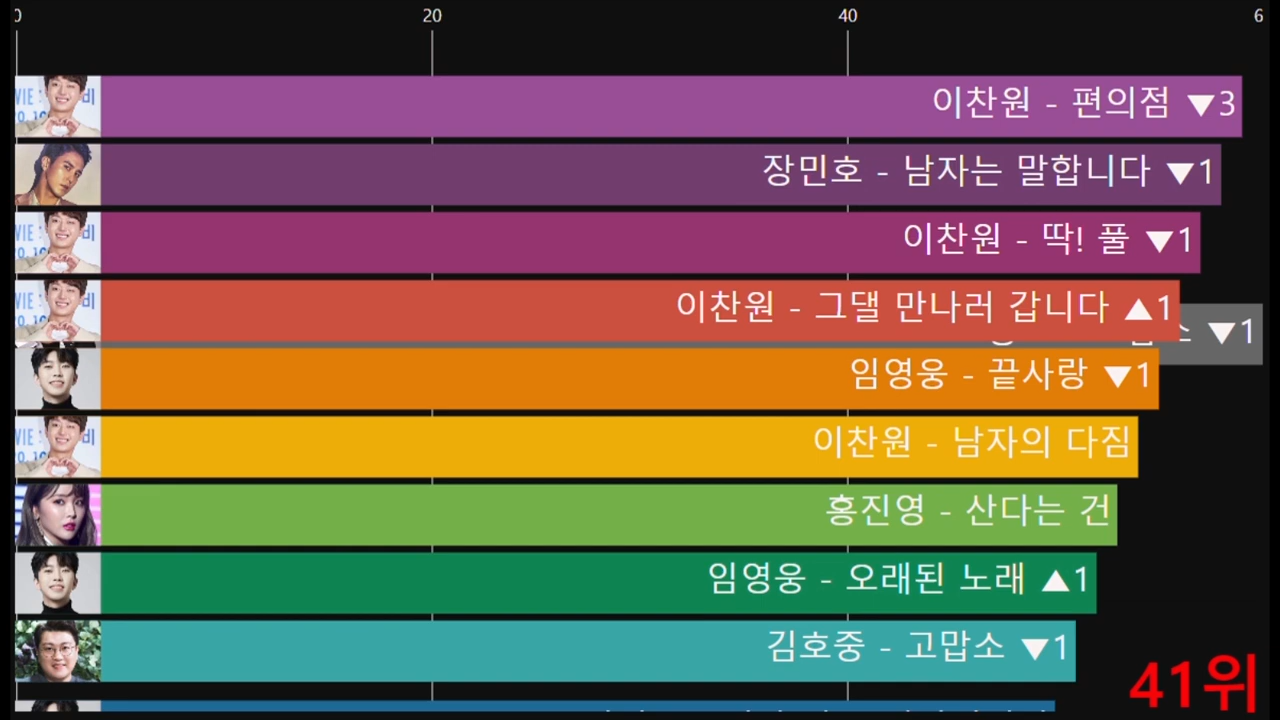 0 20 40 6
이찬원 - 편의점 ▼3
장민호 - 남자는 말합니다 ▼1
이찬원 - 딱! 풀 ▼1
이찬원 - 그댈 만나러 갑니다 ▲1
▼1
임영웅 - 끝사랑 ▼1
이찬원 - 남자의 다짐
홍진영 - 산다는 건
임영웅 - 오래된 노래 ▲1
김호중 - 고맙소 ▼1
41위